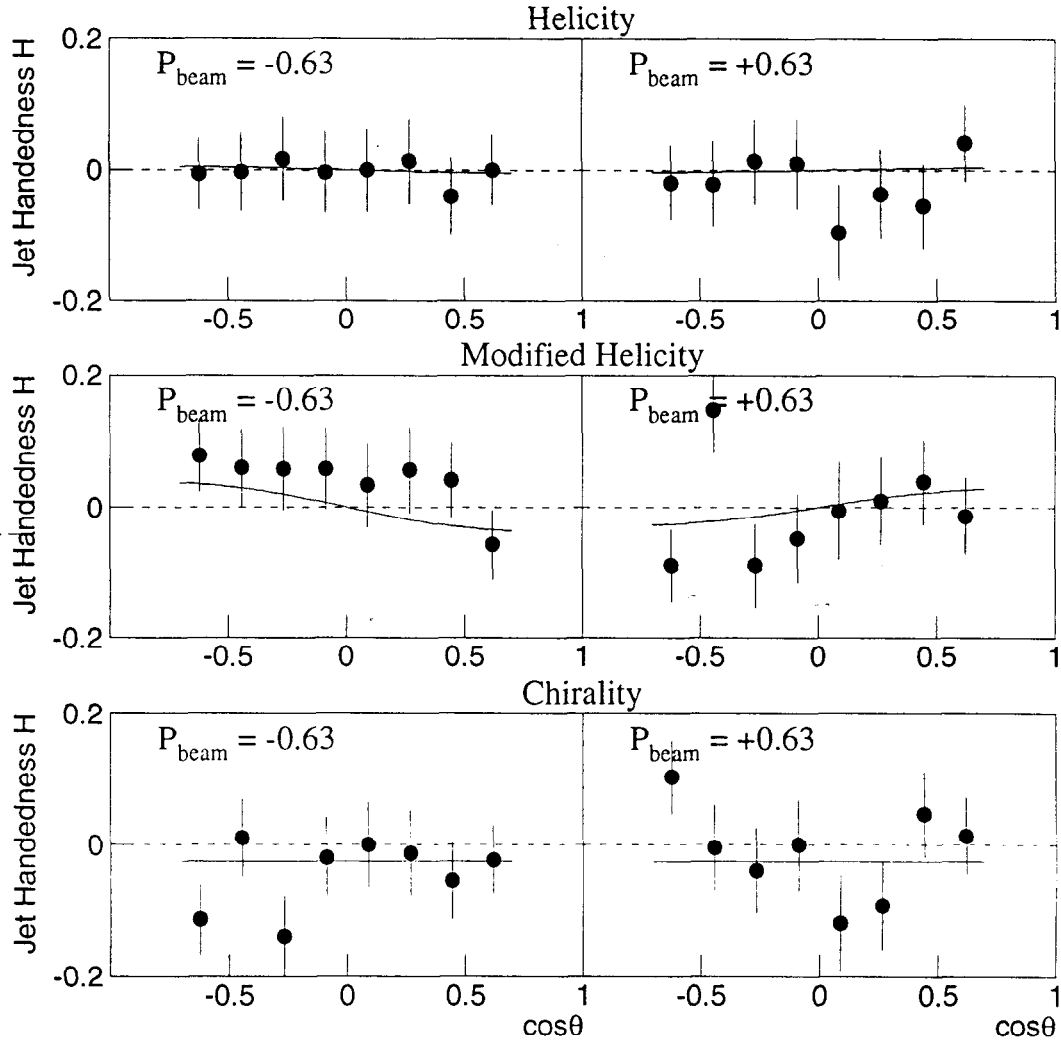 Helicity
Jet Handedness H
0.2
0
-0.2
P_beam = -0.63
P_beam = +0.63
-0.5 0 0.5 1 -0.5 0 0.5 1
Modified Helicity
Jet Handedness H
0.2
0
-0.2
P_beam = -0.63
P_beam = +0.63
-0.5 0 0.5 1 -0.5 0 0.5 1
Chirality
Jet Handedness H
0.2
0
-0.2
P_beam = -0.63
P_beam = +0.63
-0.5 0 0.5 1 -0.5 0 0.5 1
cosθ cosθ